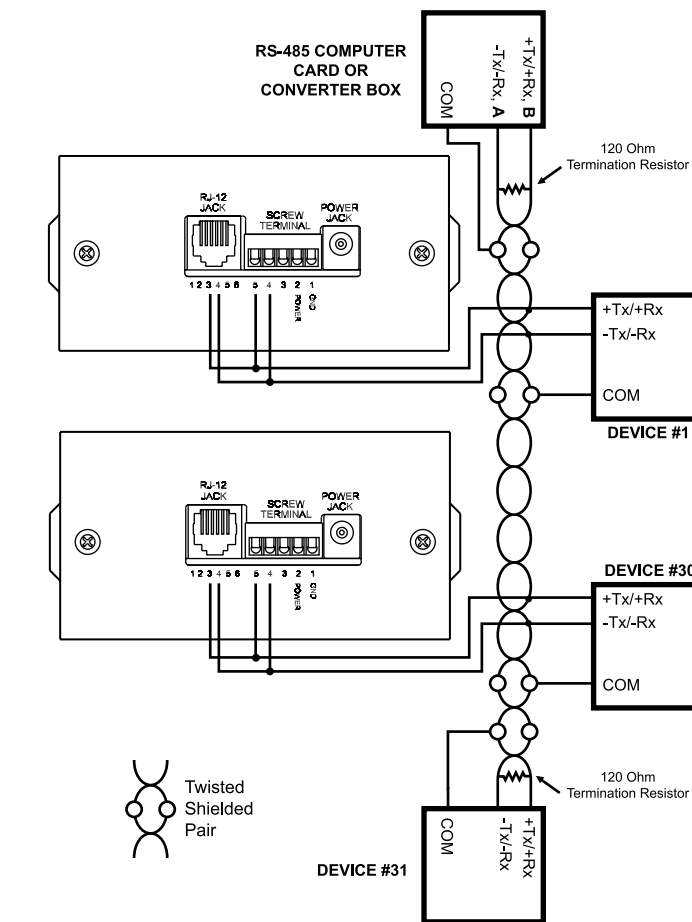 RS-485 COMPUTER
CARD OR
CONVERTER BOX
COM
-Tx/-Rx, A
+Tx/+Rx, B
120 Ohm
Termination Resistor
RJ-12
JACK
SCREW
TERMINAL
POWER
JACK
1 2 3 4 5 6 5 4 3 2 1
POWER
GND
+Tx/+Rx
-Tx/-Rx
COM
DEVICE #1
RJ-12
JACK
SCREW
TERMINAL
POWER
JACK
1 2 3 4 5 6 5 4 3 2 1
POWER
GND
DEVICE #30
+Tx/+Rx
-Tx/-Rx
COM
Twisted
Shielded
Pair
120 Ohm
Termination Resistor
DEVICE #31
COM
-Tx/-Rx
+Tx/+Rx